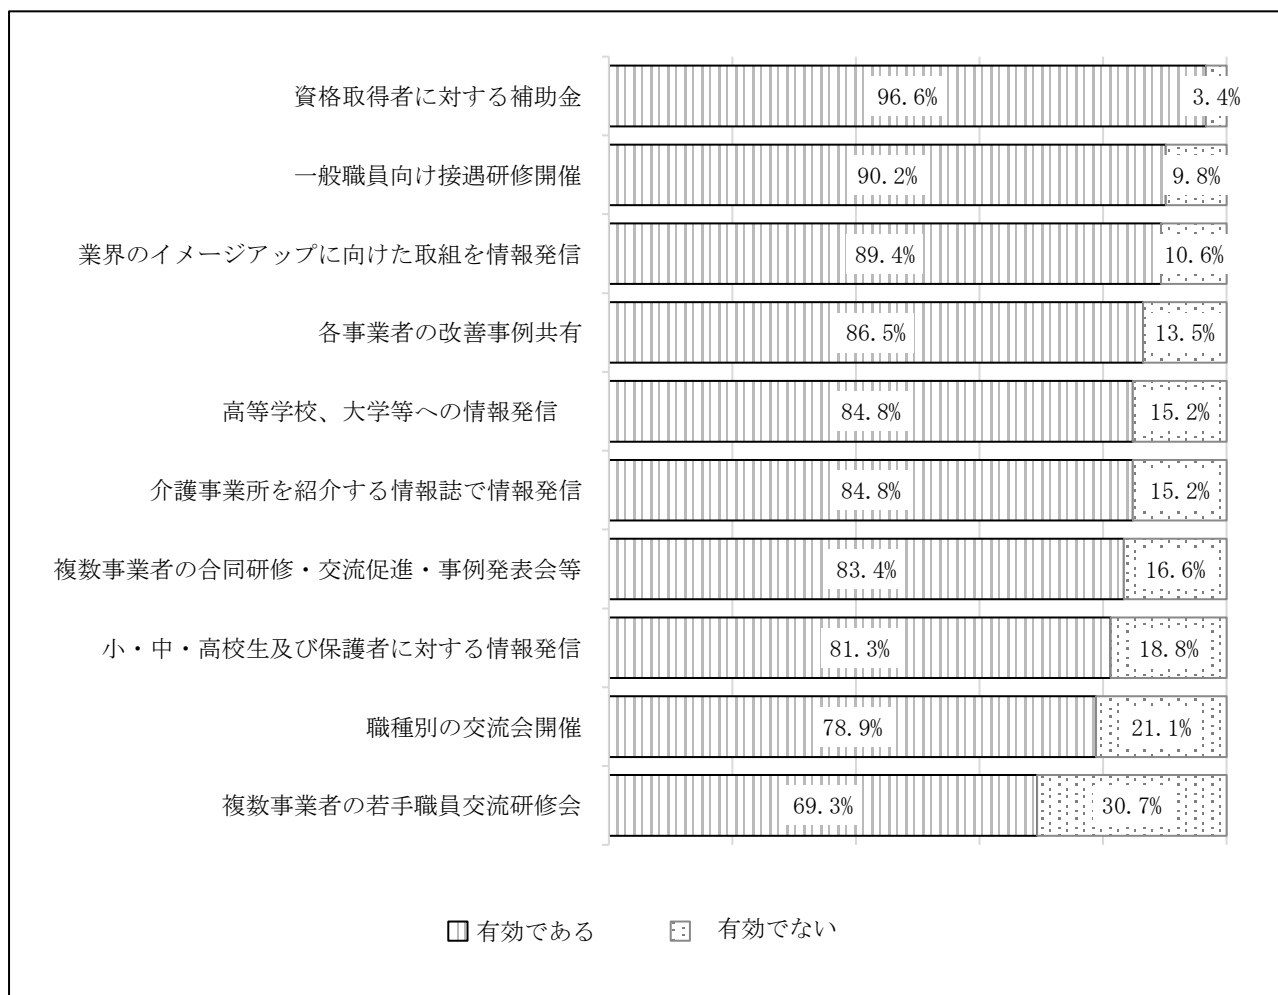 資格取得者に対する補助金 96.6% 3.4%
一般職員向け接遇研修開催 90.2% 9.8%
業界のイメージアップに向けた取組を情報発信 89.4% 10.6%
各事業者の改善事例共有 86.5% 13.5%
高等学校、大学等への情報発信 84.8% 15.2%
介護事業所を紹介する情報誌で情報発信 84.8% 15.2%
複数事業者の合同研修・交流促進・事例発表会等 83.4% 16.6%
小・中・高校生及び保護者に対する情報発信 81.3% 18.8%
職種別の交流会開催 78.9% 21.1%
複数事業者の若手職員交流研修会 69.3% 30.7%
有効である 有効でない